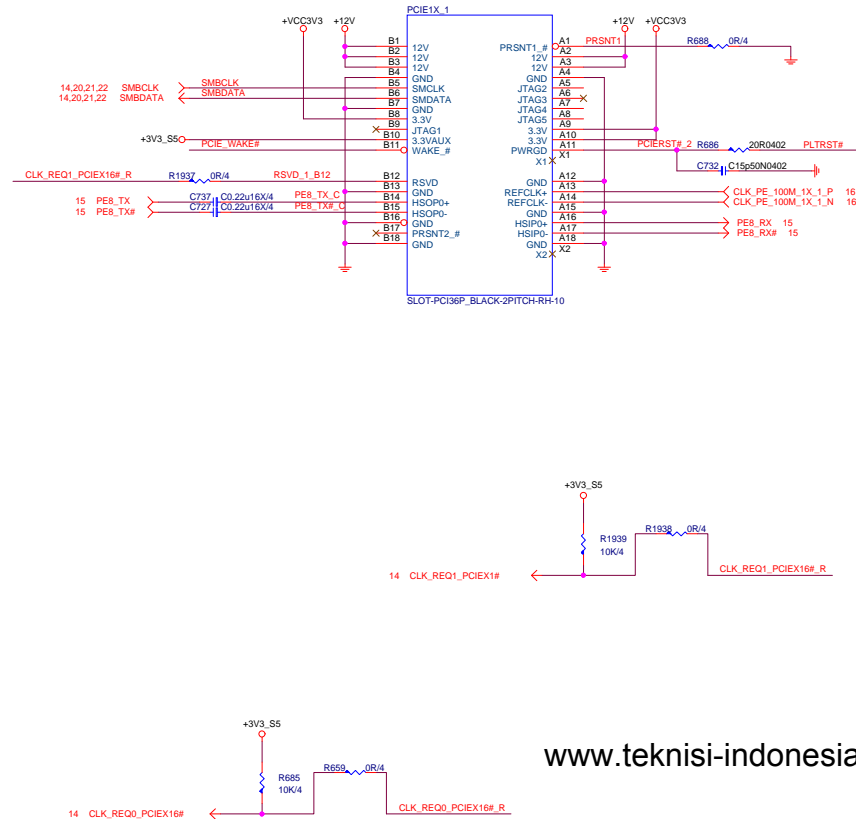 PCIE1X_1
+VCC3V3 +12V +12V +VCC3V3
B1 12V PRSNT1_# A1 PRSNT1 R688 0R/4
B2 12V 12V A2
B3 12V 12V A3
B4 GND GND A4
14,20,21,22 SMBCLK SMBCLK B5 SMCLK JTAG2 A5
14,20,21,22 SMBDATA SMBDATA B6 SMDATA JTAG3 A6
B7 GND JTAG4 A7
B8 3.3V JTAG5 A8
B9 JTAG1 3.3V A9
+3V3_S5 B10 3.3VAUX 3.3V A10
PCIE_WAKE# B11 WAKE_# PWRGD A11 PCIERST#_2 R686 20R0402 PLTRST#
X1 X1
C732 C15p50N0402
CLK_REQ1_PCIEX16#_R R1937 0R/4 RSVD_1_B12 B12 RSVD GND A12
B13 GND REFCLK+ A13 CLK_PE_100M_1X_1_P 16
15 PE8_TX C737 C0.22u16X/4 PE8_TX_C B14 HSOP0+ REFCLK- A14 CLK_PE_100M_1X_1_N 16
15 PE8_TX# C727 C0.22u16X/4 PE8_TX#_C B15 HSOP0- GND A15
B16 GND HSIP0+ A16 PE8_RX 15
B17 PRSNT2_# HSIP0- A17 PE8_RX# 15
B18 GND GND A18
X2 X2
SLOT-PCI36P_BLACK-2PITCH-RH-10
+3V3_S5
R1939 10K/4
R1938 0R/4
14 CLK_REQ1_PCIEX1# CLK_REQ1_PCIEX16#_R
+3V3_S5
www.teknisi-indonesia
R685 10K/4
R659 0R/4
14 CLK_REQ0_PCIEX16# CLK_REQ0_PCIEX16#_R